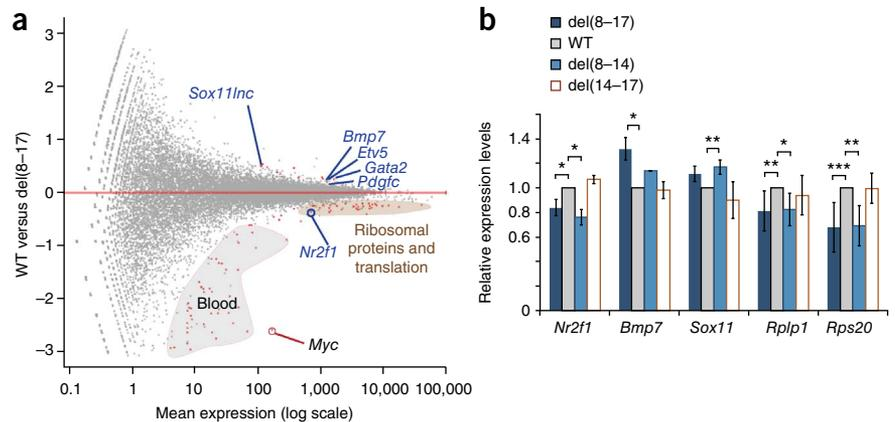 a
WT versus del(8–17)
3
2
1
0
–1
–2
–3
Sox11lnc
Bmp7
Etv5
Gata2
Pdgfc
Nr2f1
Ribosomal
proteins and
translation
Blood
Myc
0.1 1 10 100 1,000 10,000 100,000
Mean expression (log scale)
b
del(8–17)
WT
del(8–14)
del(14–17)
Relative expression levels
1.4
1.0
0.8
0.6
0
* *
*
**
** *
*** **
Nr2f1 Bmp7 Sox11 Rplp1 Rps20